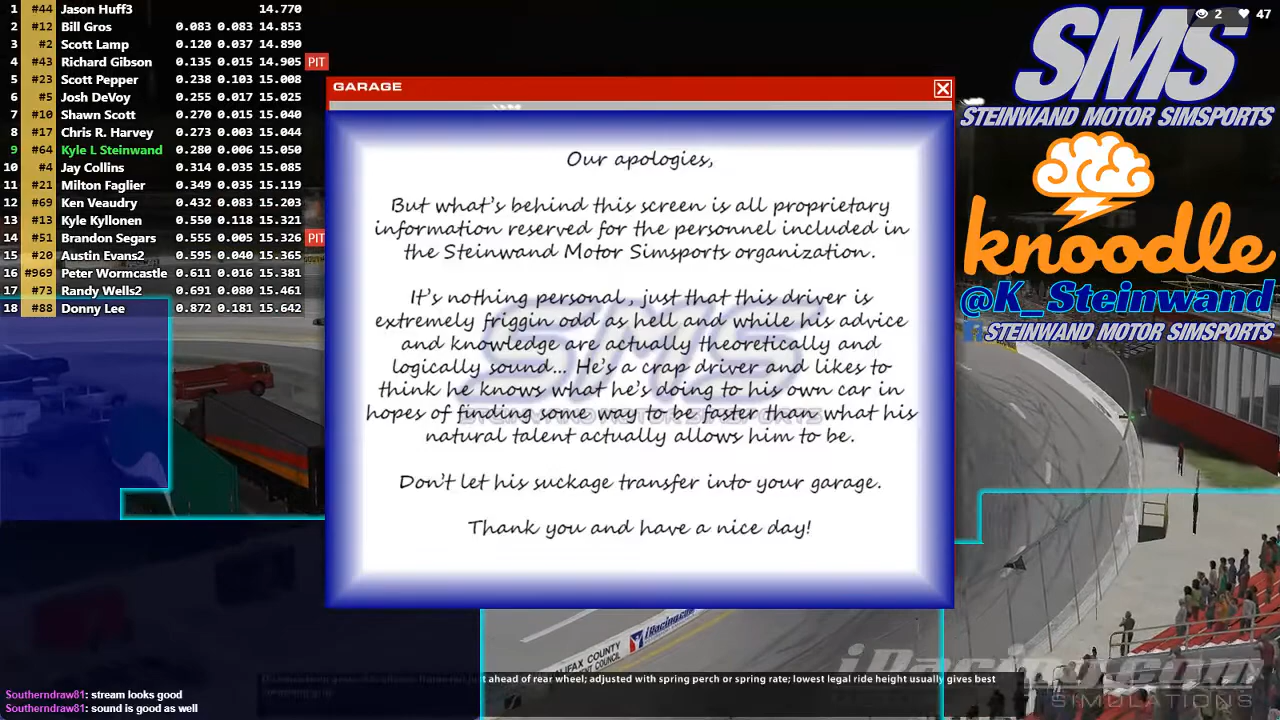 1 #44 Jason Huff3 14.770
2 #12 Bill Gros 0.083 0.083 14.853
3 #2 Scott Lamp 0.120 0.037 14.890
4 #43 Richard Gibson 0.135 0.015 14.905 PIT
5 #23 Scott Pepper 0.238 0.103 15.008
6 #5 Josh DeVoy 0.255 0.017 15.025
7 #10 Shawn Scott 0.270 0.015 15.040
8 #17 Chris R. Harvey 0.273 0.003 15.044
9 #64 Kyle L Steinwand 0.280 0.006 15.050
10 #4 Jay Collins 0.314 0.035 15.085
11 #21 Milton Faglier 0.349 0.035 15.119
12 #69 Ken Veaudry 0.432 0.083 15.203
13 #13 Kyle Kyllonen 0.550 0.118 15.321
14 #51 Brandon Segars 0.555 0.005 15.326 PIT
15 #20 Austin Evans2 0.595 0.040 15.365
16 #969 Peter Wormcastle 0.611 0.016 15.381
17 #73 Randy Wells2 0.691 0.080 15.461
18 #88 Donny Lee 0.872 0.181 15.642
GARAGE
Our apologies,
But what's behind this screen is all proprietary
information reserved for the personnel included in
the Steinwand Motor Simsports organization.
It's nothing personal, just that this driver is
extremely friggin odd as hell and while his advice
and knowledge are actually theoretically and
logically sound... He's a crap driver and likes to
think he knows what he's doing to his own car in
hopes of finding some way to be faster than what his
natural talent actually allows him to be.
Don't let his suckage transfer into your garage.
Thank you and have a nice day!
SMS
STEINWAND MOTOR SIMSPORTS
2 47
SMS
STEINWAND MOTOR SIMSPORTS
knoodle
@K_Steinwand
STEINWAND MOTOR SIMSPORTS
HALIFAX COUNTY
iRacing.com
ahead of rear wheel; adjusted with spring perch or spring rate; lowest legal ride height usually gives best
iRacing.com
SIMULATIONS
Southerndraw81: stream looks good
Southerndraw81: sound is good as well